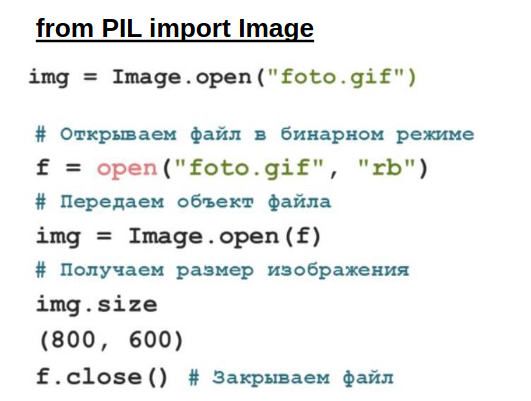 from PIL import Image
img = Image.open("foto.gif")
# Открываем файл в бинарном режиме
f = open("foto.gif", "rb")
# Передаем объект файла
img = Image.open(f)
# Получаем размер изображения
img.size
(800, 600)
f.close() # Закрываем файл